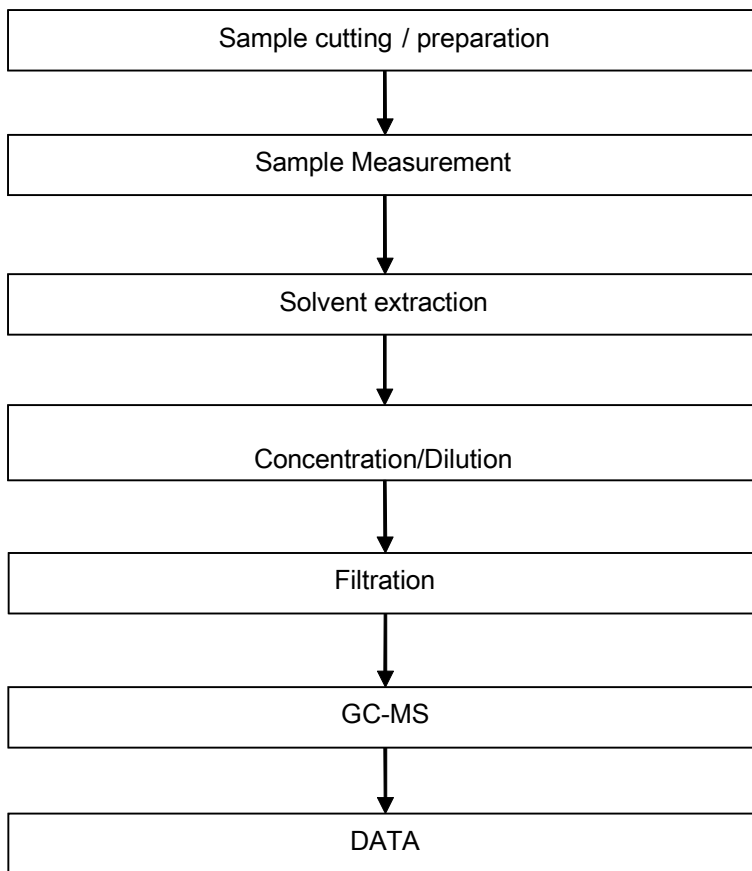 Sample cutting / preparation
Sample Measurement
Solvent extraction
Concentration/Dilution
Filtration
GC-MS
DATA